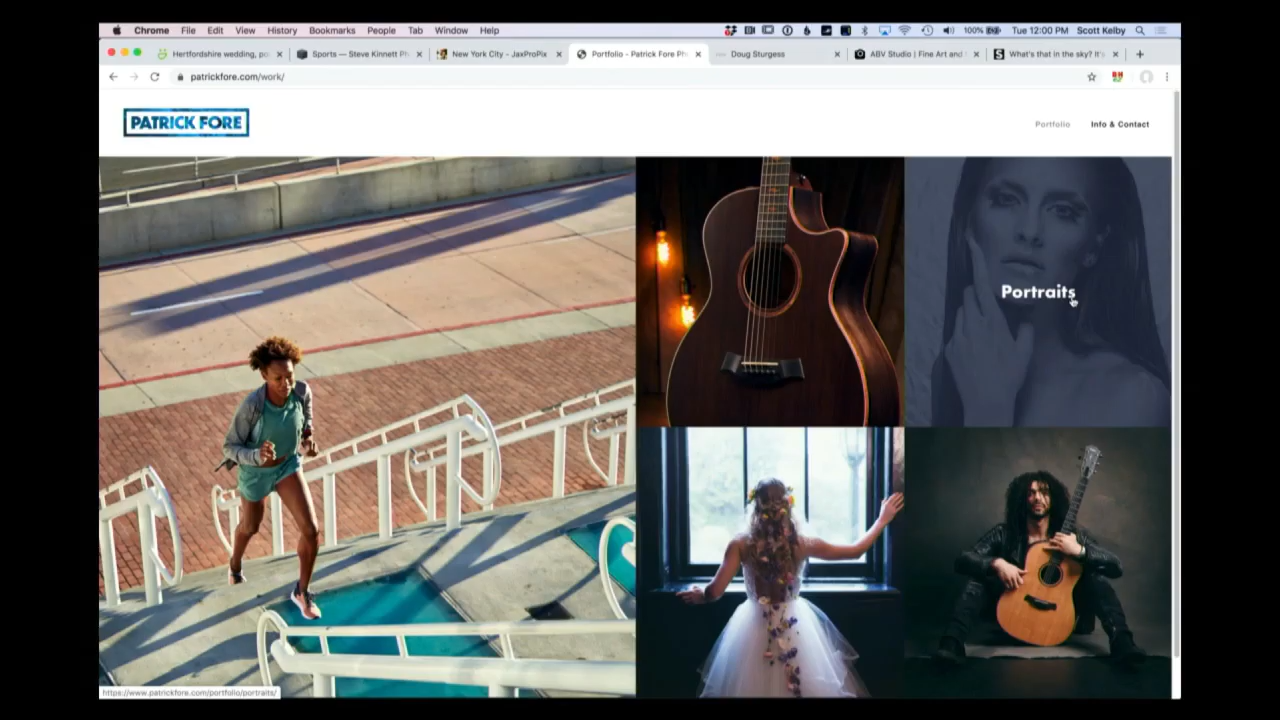 Chrome File Edit View History Bookmarks People Tab Window Help 100% Tue 12:00 PM Scott Kelby
Hertfordshire wedding, po
Sports — Steve Kinnett Ph
New York City - JaxProPix
Portfolio - Patrick Fore Ph
Doug Sturgess
ABV Studio | Fine Art and
What's that in the sky? It's
patrickfore.com/work/
PATRICK FORE
Portfolio Info & Contact
Portraits
https://www.patrickfore.com/portfolio/portraits/